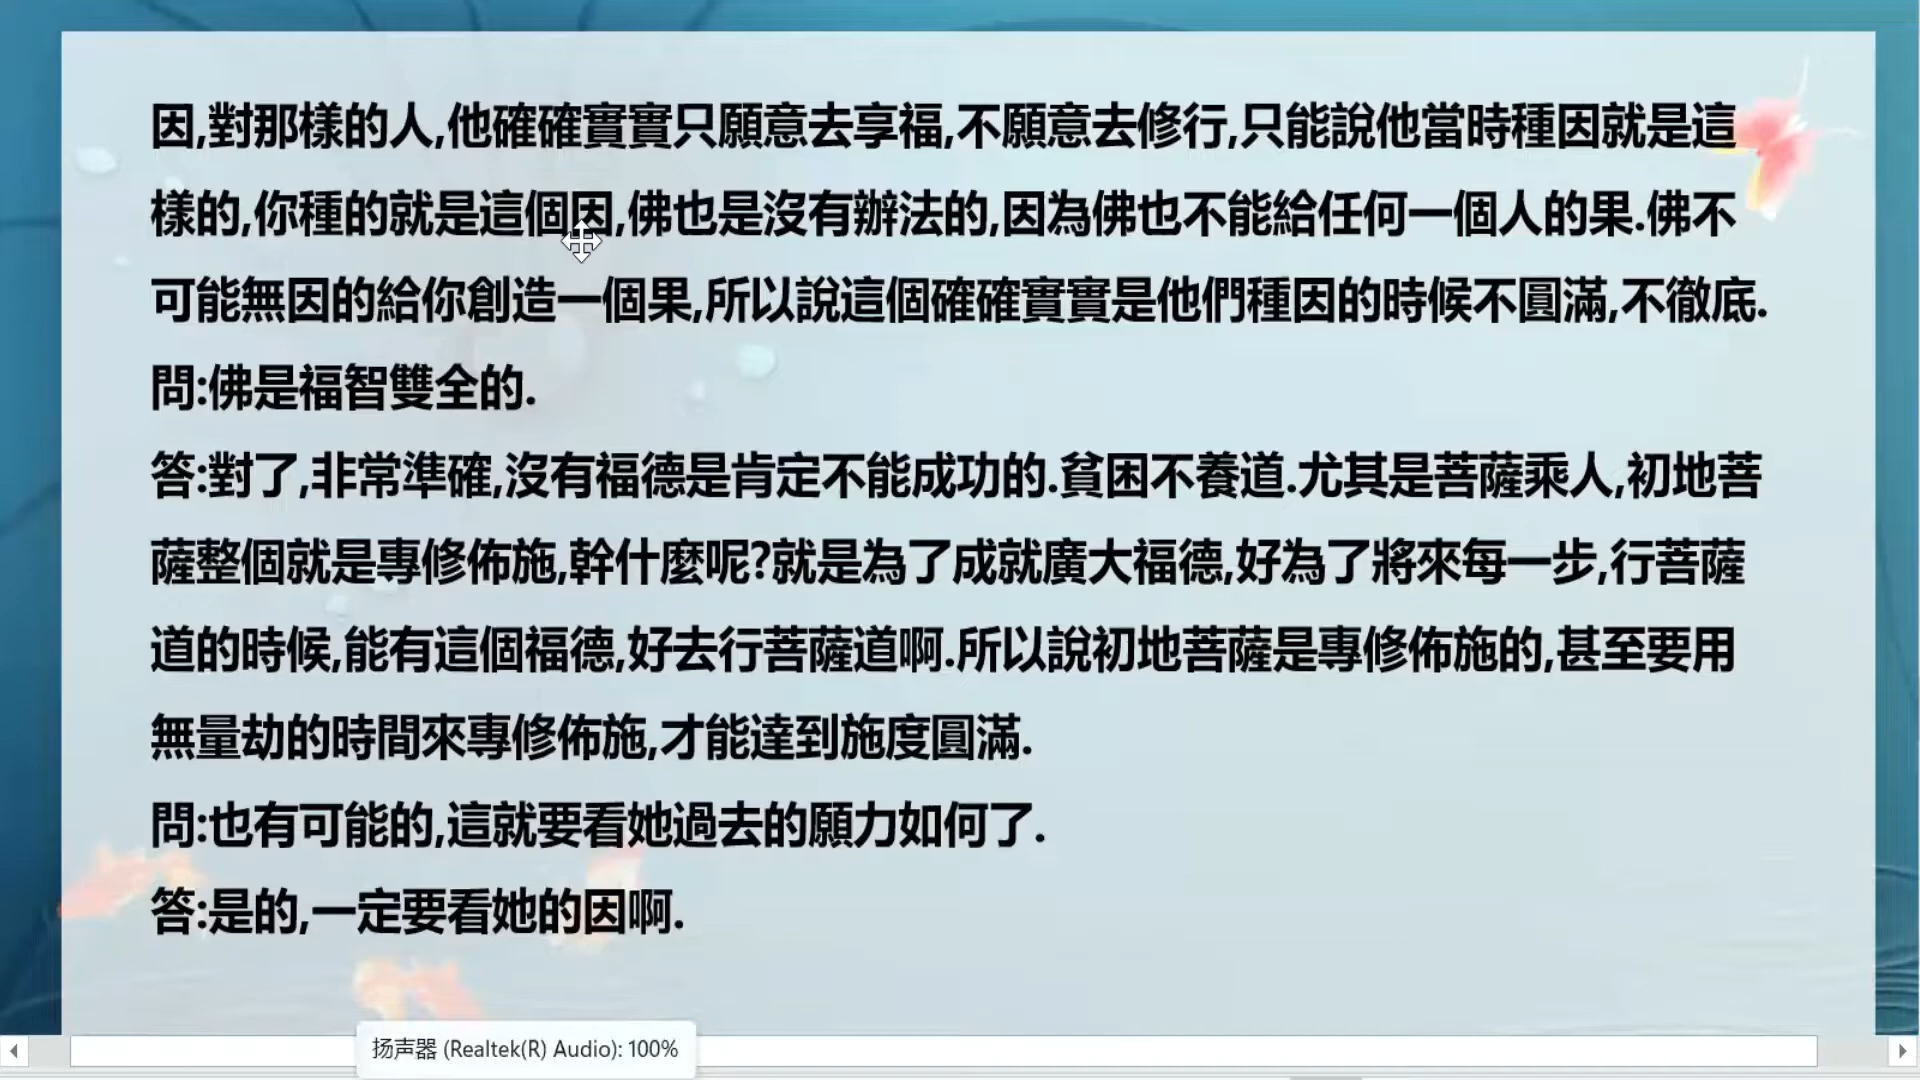 因,對那樣的人,他確確實實只願意去享福,不願意去修行,只能說他當時種因就是這
樣的,你種的就是這個因,佛也是沒有辦法的,因為佛也不能給任何一個人的果.佛不
可能無因的給你創造一個果,所以說這個確確實實是他們種因的時候不圓滿,不徹底.
問:佛是福智雙全的.
答:對了,非常準確,沒有福德是肯定不能成功的.貧困不養道.尤其是菩薩乘人,初地菩
薩整個就是專修佈施,幹什麼呢?就是為了成就廣大福德,好為了將來每一步,行菩薩
道的時候,能有這個福德,好去行菩薩道啊.所以說初地菩薩是專修佈施的,甚至要用
無量劫的時間來專修佈施,才能達到施度圓滿.
問:也有可能的,這就要看她過去的願力如何了.
答:是的,一定要看她的因啊.
扬声器 (Realtek(R) Audio): 100%